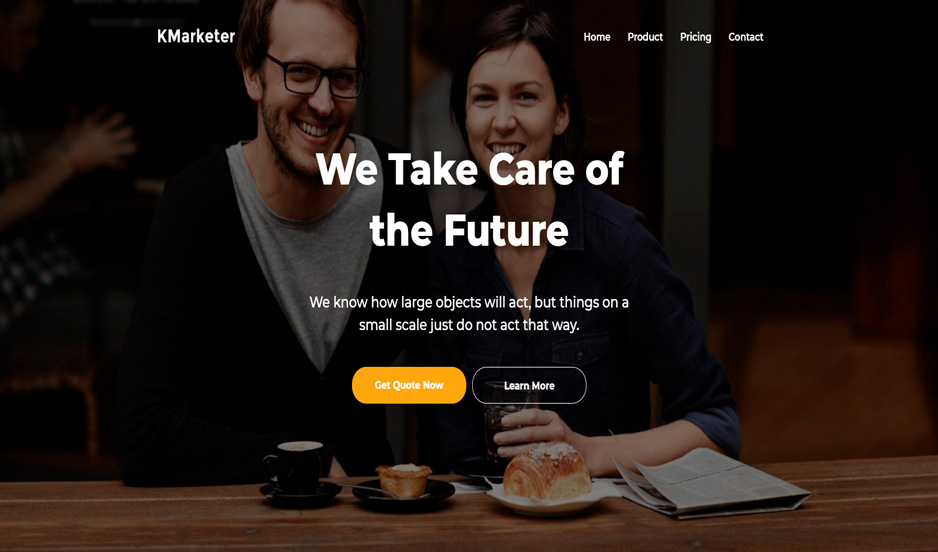 KMarketer
Home Product Pricing Contact
We Take Care of
the Future
We know how large objects will act, but things on a
small scale just do not act that way.
Get Quote Now Learn More